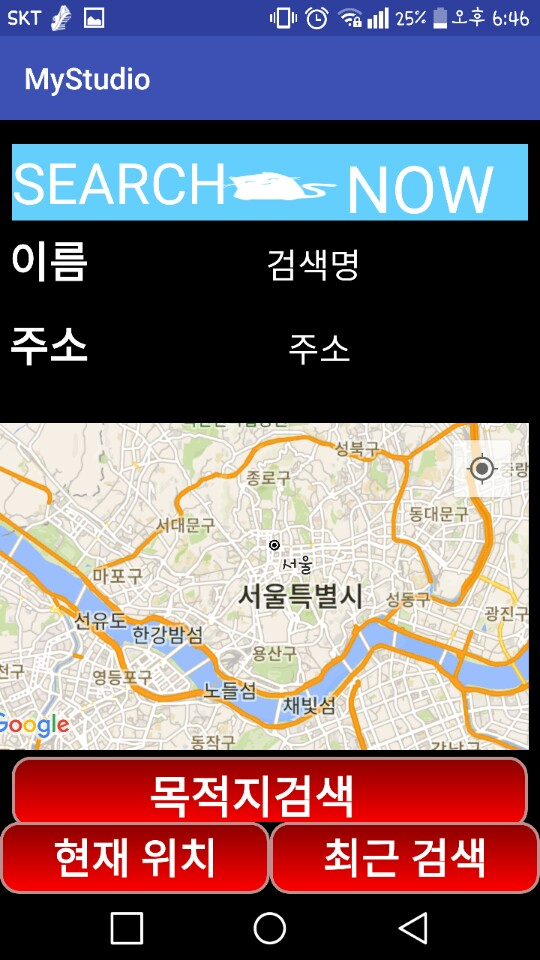 SKT 25% 오후 6:46
MyStudio
SEARCH NOW
이름 검색명
주소 주소
성북구
종로구
서대문구 동대문구
마포구 서울
서울특별시 성동구
선유도 한강밤섬 광진구
용산구
영등포구
노들섬 채빛섬
Google 동작구 강남구
목적지검색
현재 위치 최근 검색